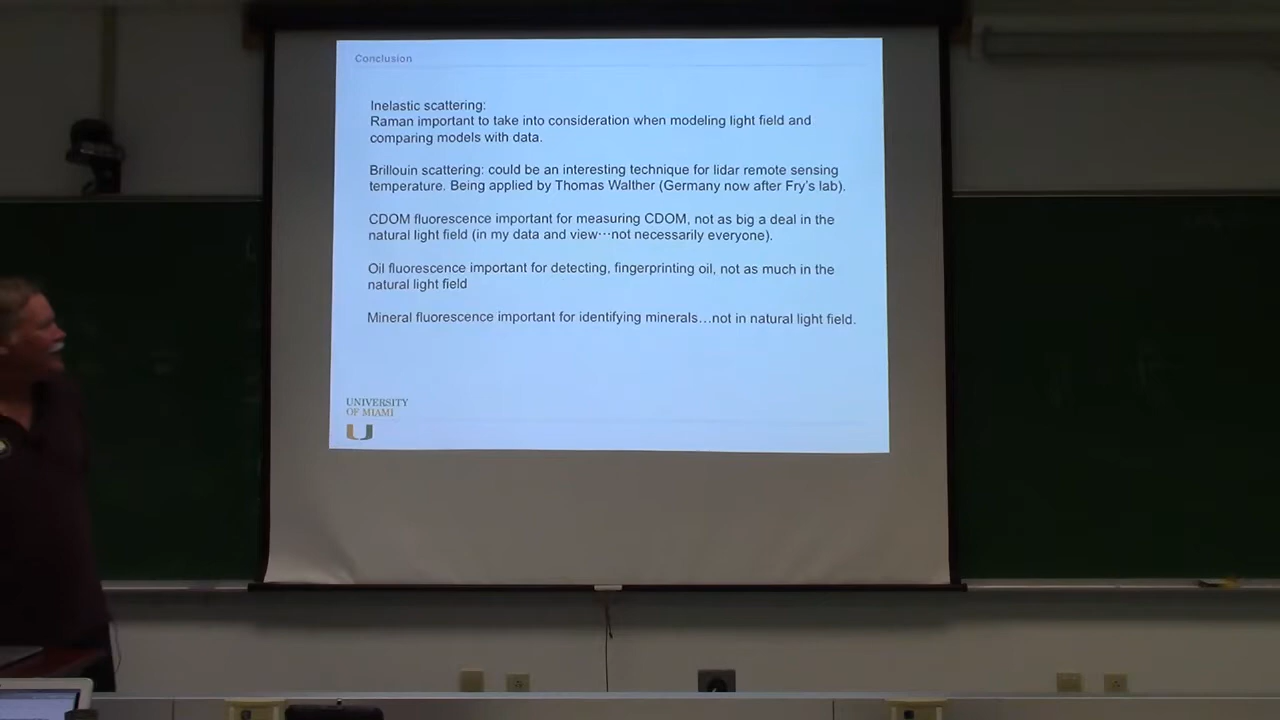 Conclusion
Inelastic scattering:
Raman important to take into consideration when modeling light field and
comparing models with data.
Brillouin scattering: could be an interesting technique for lidar remote sensing
temperature. Being applied by Thomas Walther (Germany now after Fry's lab).
CDOM fluorescence important for measuring CDOM, not as big a deal in the
natural light field (in my data and view⋯not necessarily everyone).
Oil fluorescence important for detecting, fingerprinting oil, not as much in the
natural light field
Mineral fluorescence important for identifying minerals…not in natural light field.
UNIVERSITY
OF MIAMI